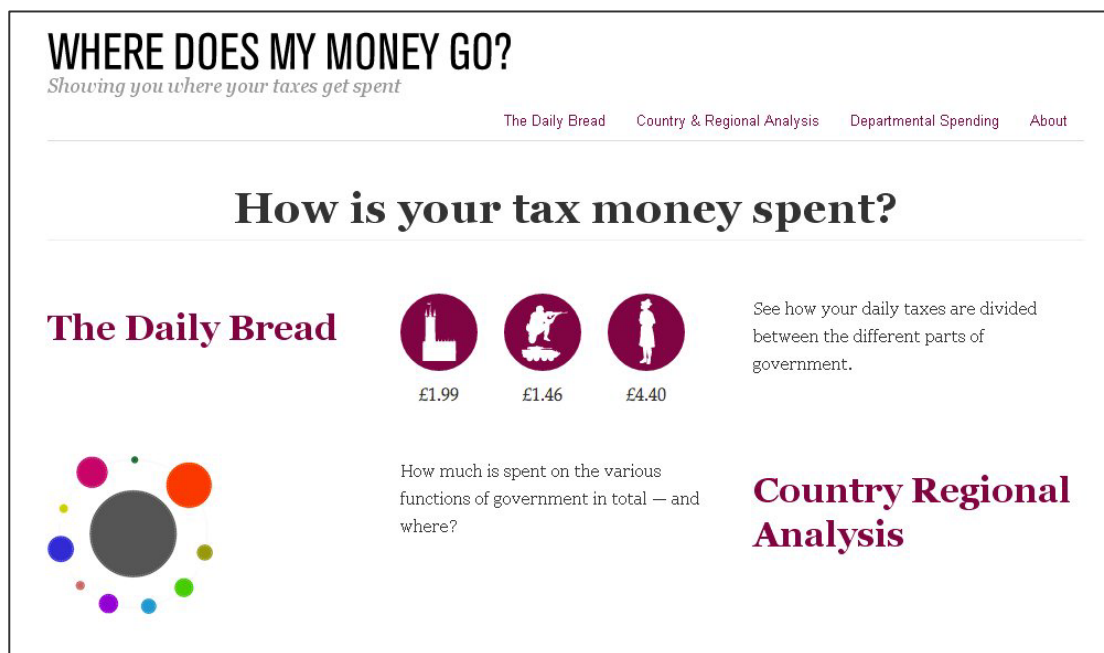 WHERE DOES MY MONEY GO?
Showing you where your taxes get spent
The Daily Bread Country & Regional Analysis Departmental Spending About
How is your tax money spent?
The Daily Bread
£1.99 £1.46 £4.40
See how your daily taxes are divided
between the different parts of
government.
How much is spent on the various
functions of government in total — and
where?
Country Regional
Analysis